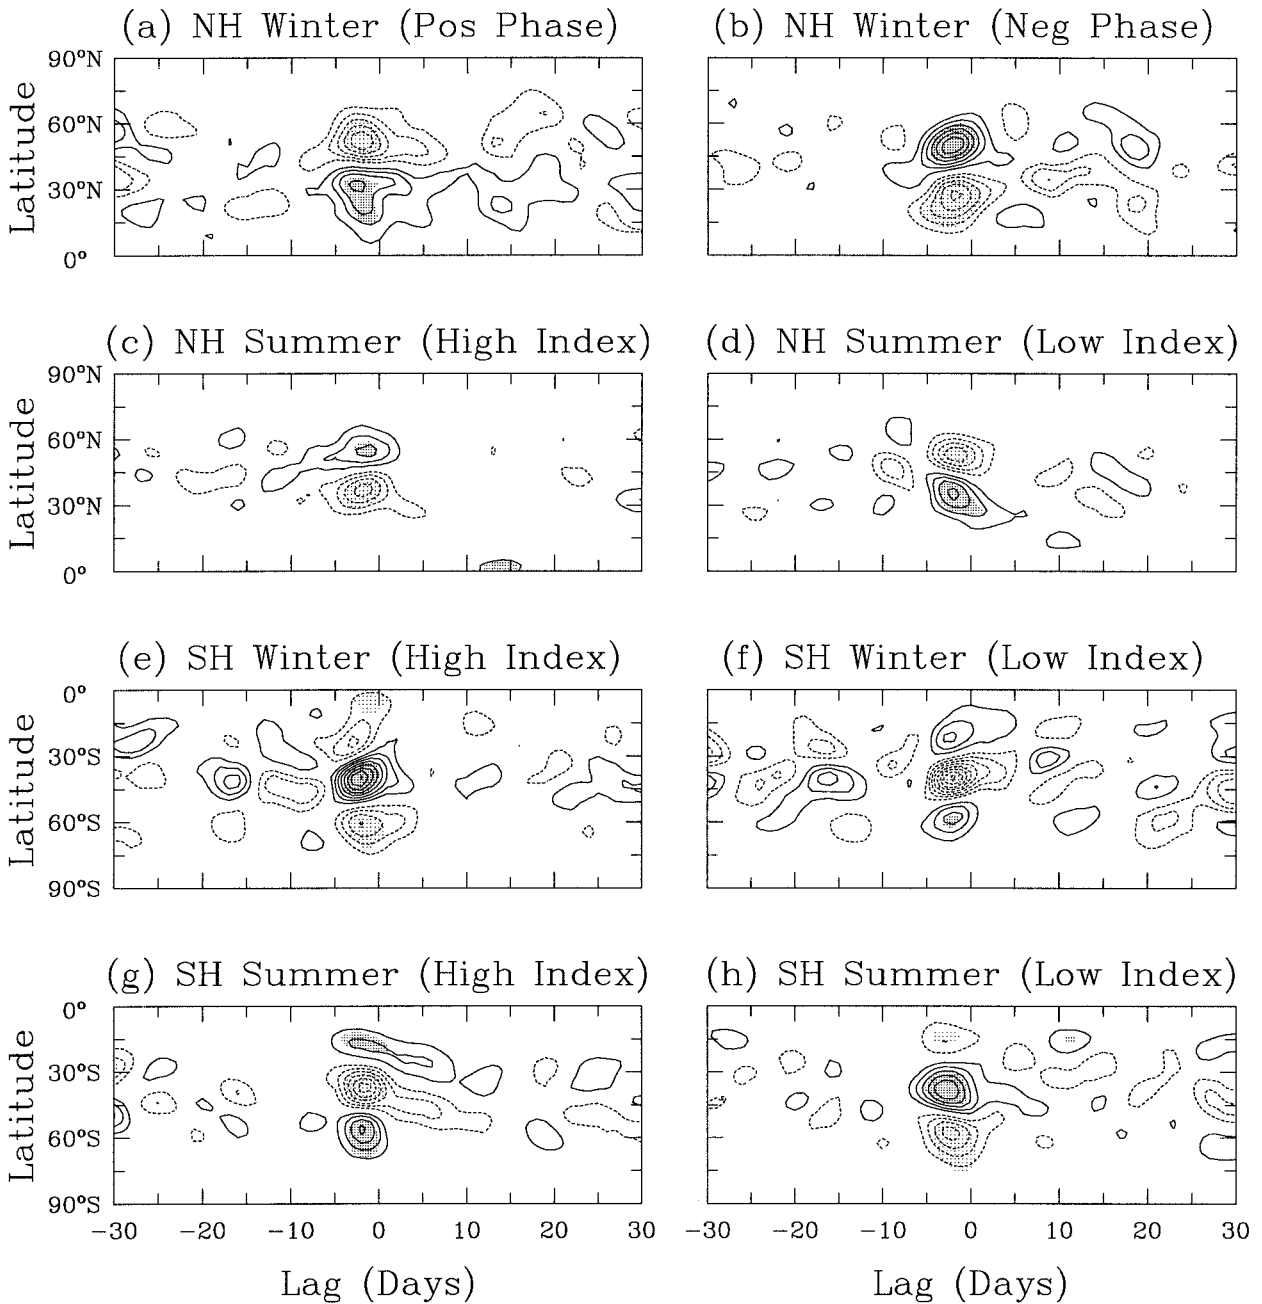 (a) NH Winter (Pos Phase)
(b) NH Winter (Neg Phase)
90°N
60°N
30°N
0°
Latitude
(c) NH Summer (High Index)
(d) NH Summer (Low Index)
90°N
60°N
30°N
0°
Latitude
(e) SH Winter (High Index)
(f) SH Winter (Low Index)
0°
30°S
60°S
90°S
Latitude
(g) SH Summer (High Index)
(h) SH Summer (Low Index)
0°
30°S
60°S
90°S
Latitude
−30 −20 −10 0 10 20 30
−30 −20 −10 0 10 20 30
Lag (Days)
Lag (Days)